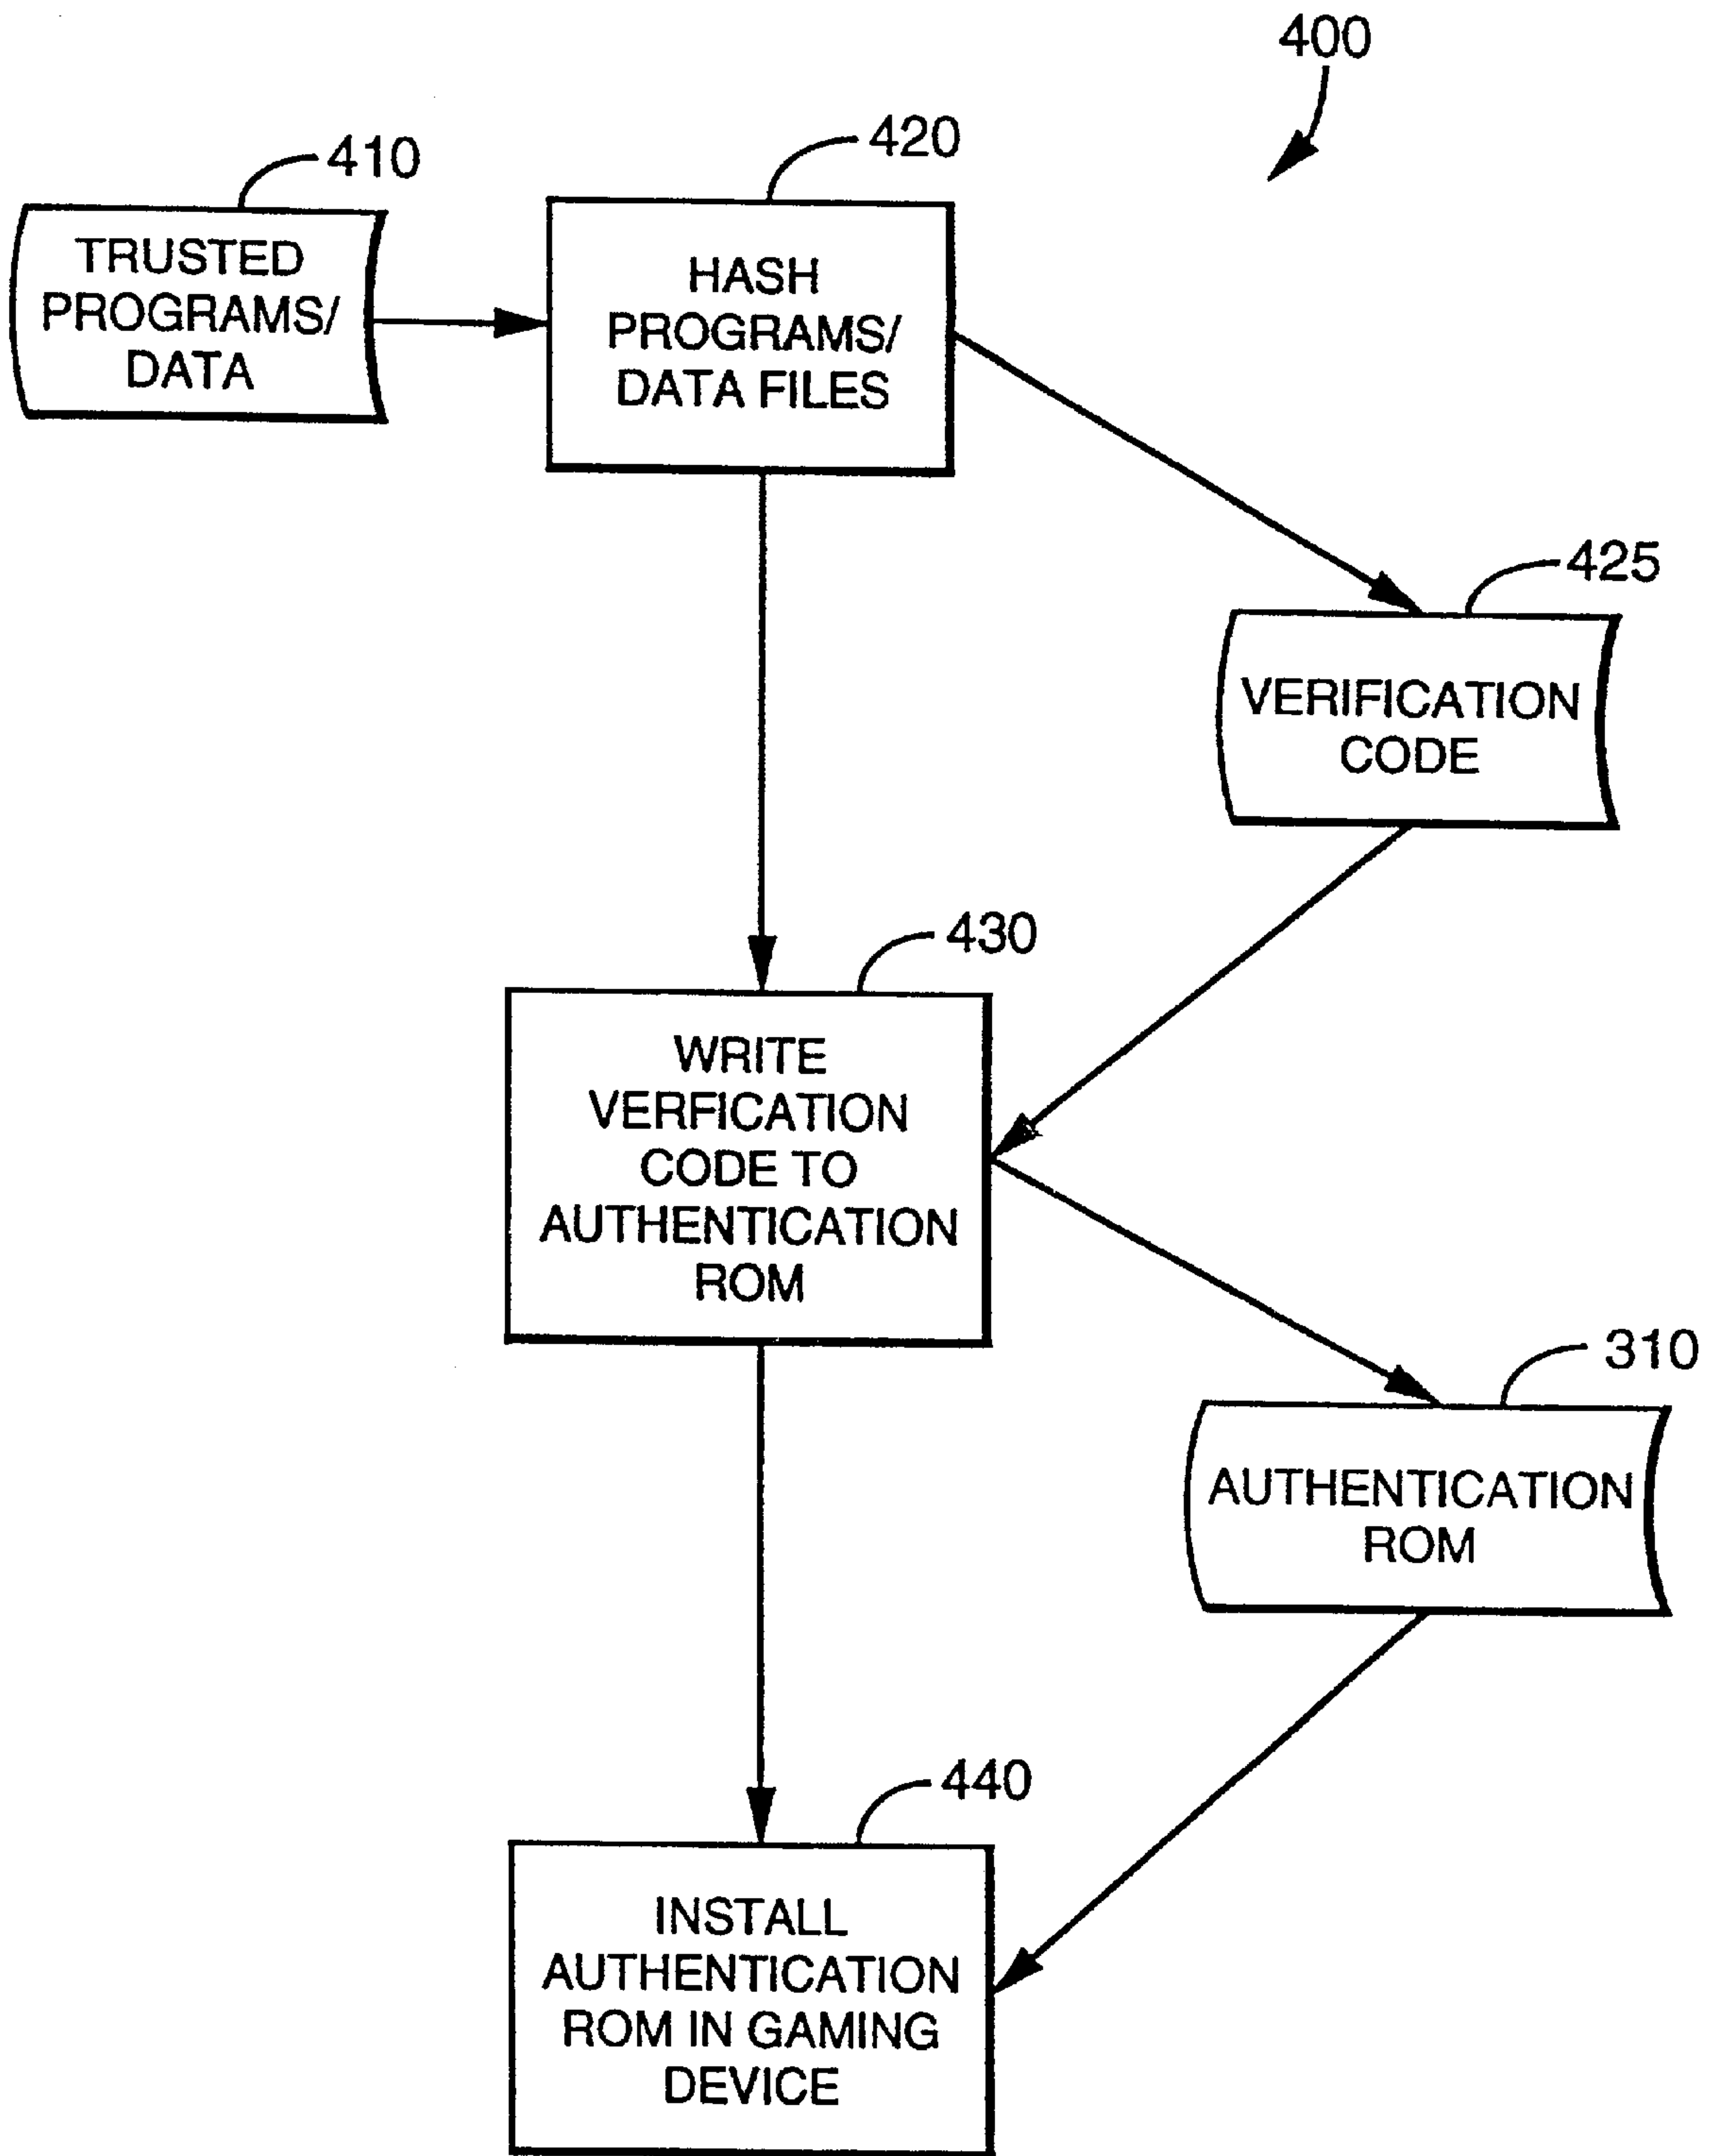 400
410
TRUSTED
PROGRAMS/
DATA
420
HASH
PROGRAMS/
DATA FILES
425
VERIFICATION
CODE
430
WRITE
VERFICATION
CODE TO
AUTHENTICATION
ROM
310
AUTHENTICATION
ROM
440
INSTALL
AUTHENTICATION
ROM IN GAMING
DEVICE